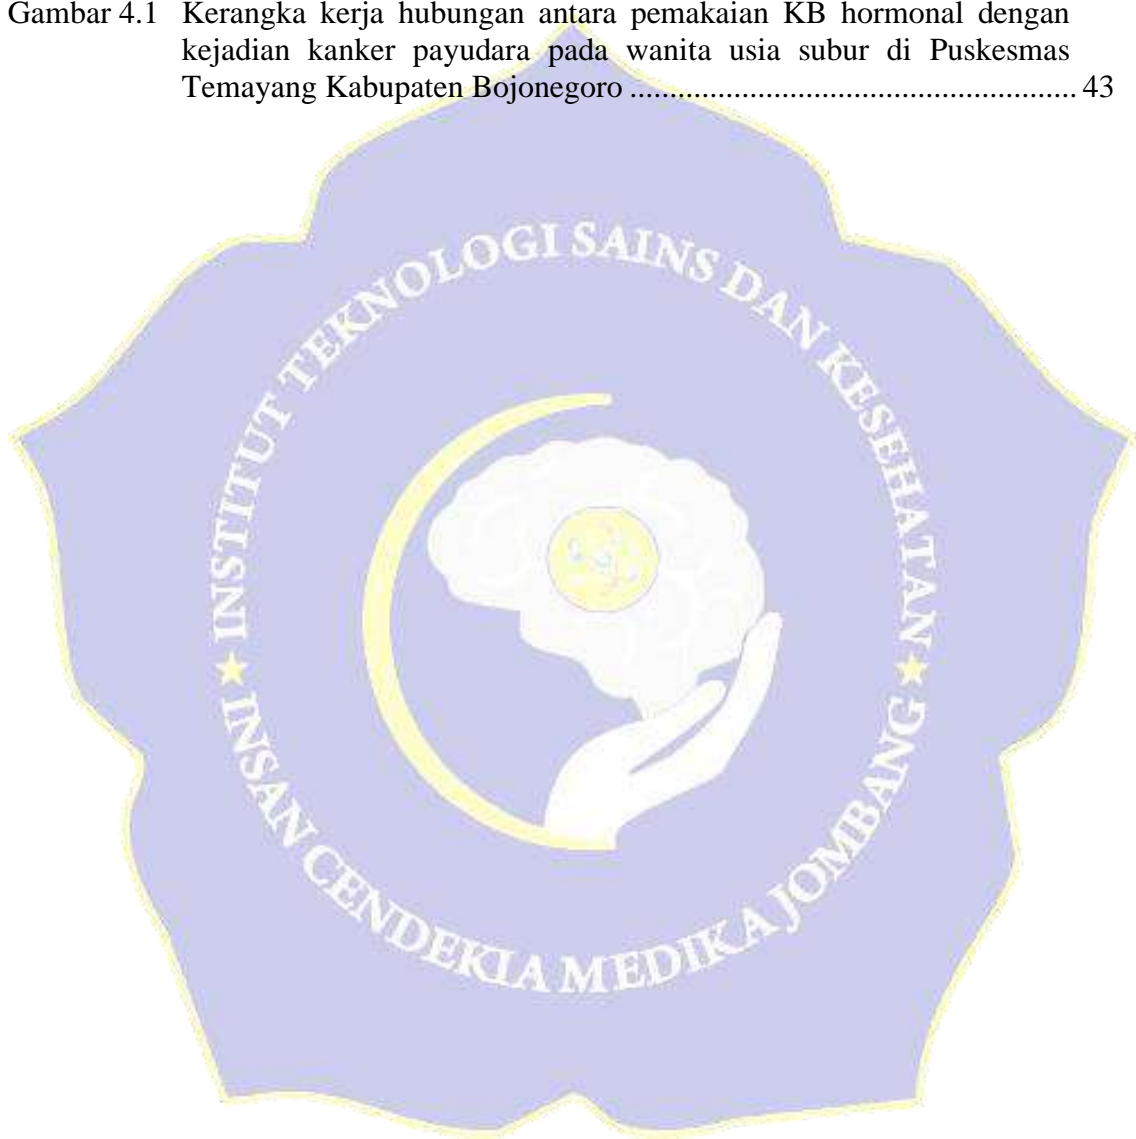 Gambar 4.1 Kerangka kerja hubungan antara pemakaian KB hormonal dengan
kejadian kanker payudara pada wanita usia subur di Puskesmas
Temayang Kabupaten Bojonegoro ........................................................ 43
INSTITUT TEKNOLOGI SAINS DAN KESEHATAN
INSAN CENDEKIA MEDIKA JOMBANG